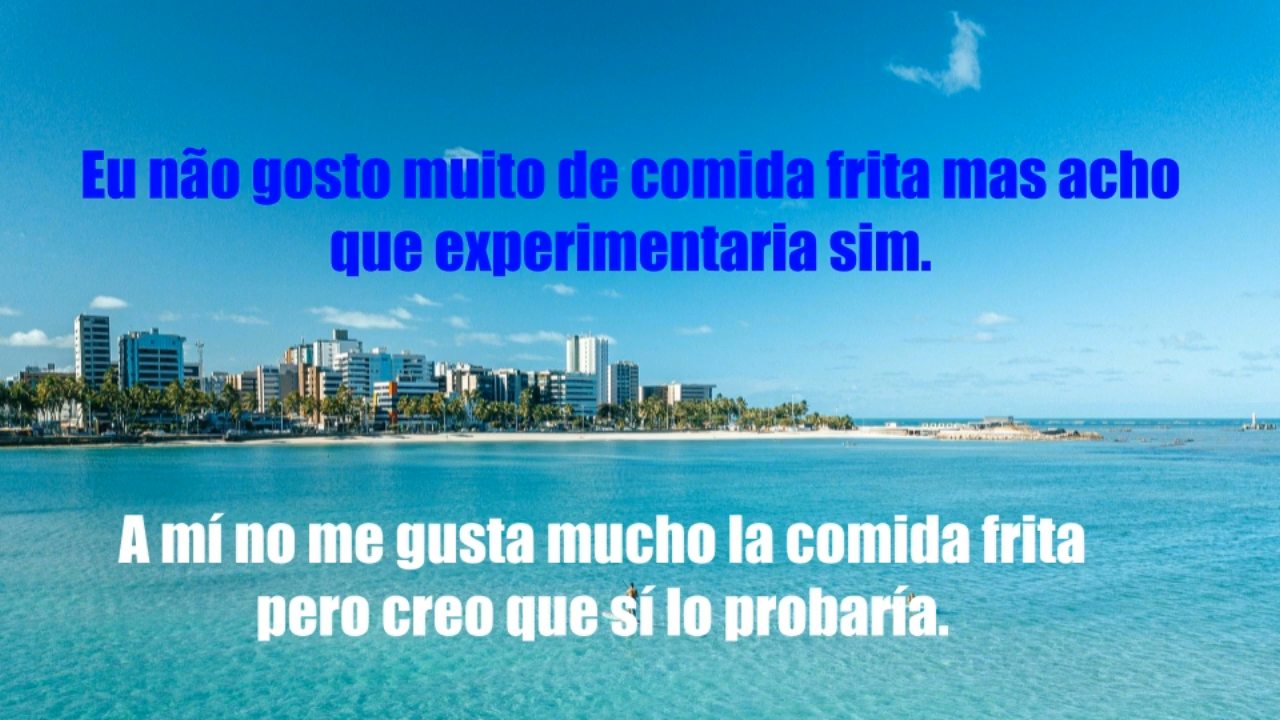 Eu não gosto muito de comida frita mas acho
que experimentaria sim.
A mí no me gusta mucho la comida frita
pero creo que sí lo probaría.